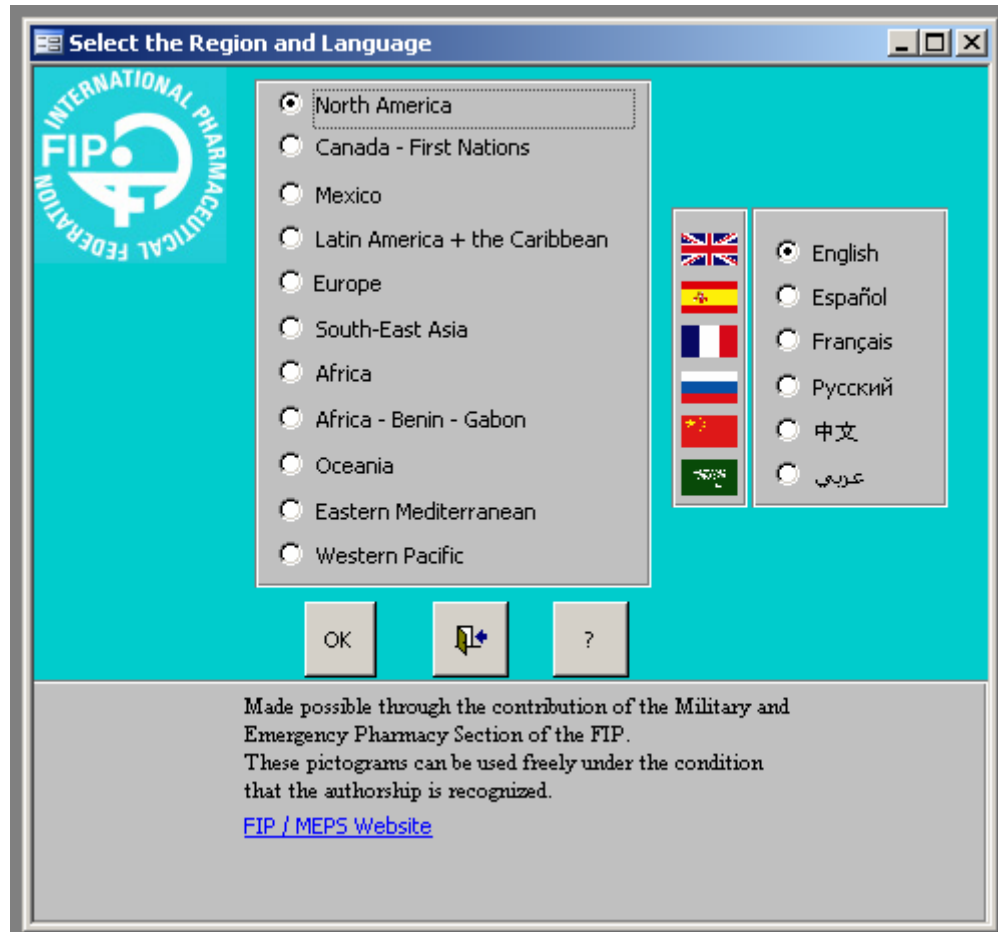 Select the Region and Language
INTERNATIONAL PHARMACEUTICAL FEDERATION
FIP
North America
Canada - First Nations
Mexico
Latin America + the Caribbean
Europe
South-East Asia
Africa
Africa - Benin - Gabon
Oceania
Eastern Mediterranean
Western Pacific
English
Español
Français
Русский
中文
عربي
OK
?
Made possible through the contribution of the Military and
Emergency Pharmacy Section of the FIP.
These pictograms can be used freely under the condition
that the authorship is recognized.
FIP / MEPS Website